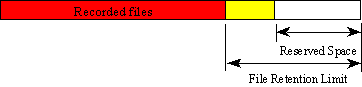 Recorded files
Reserved Space
File Retention Limit